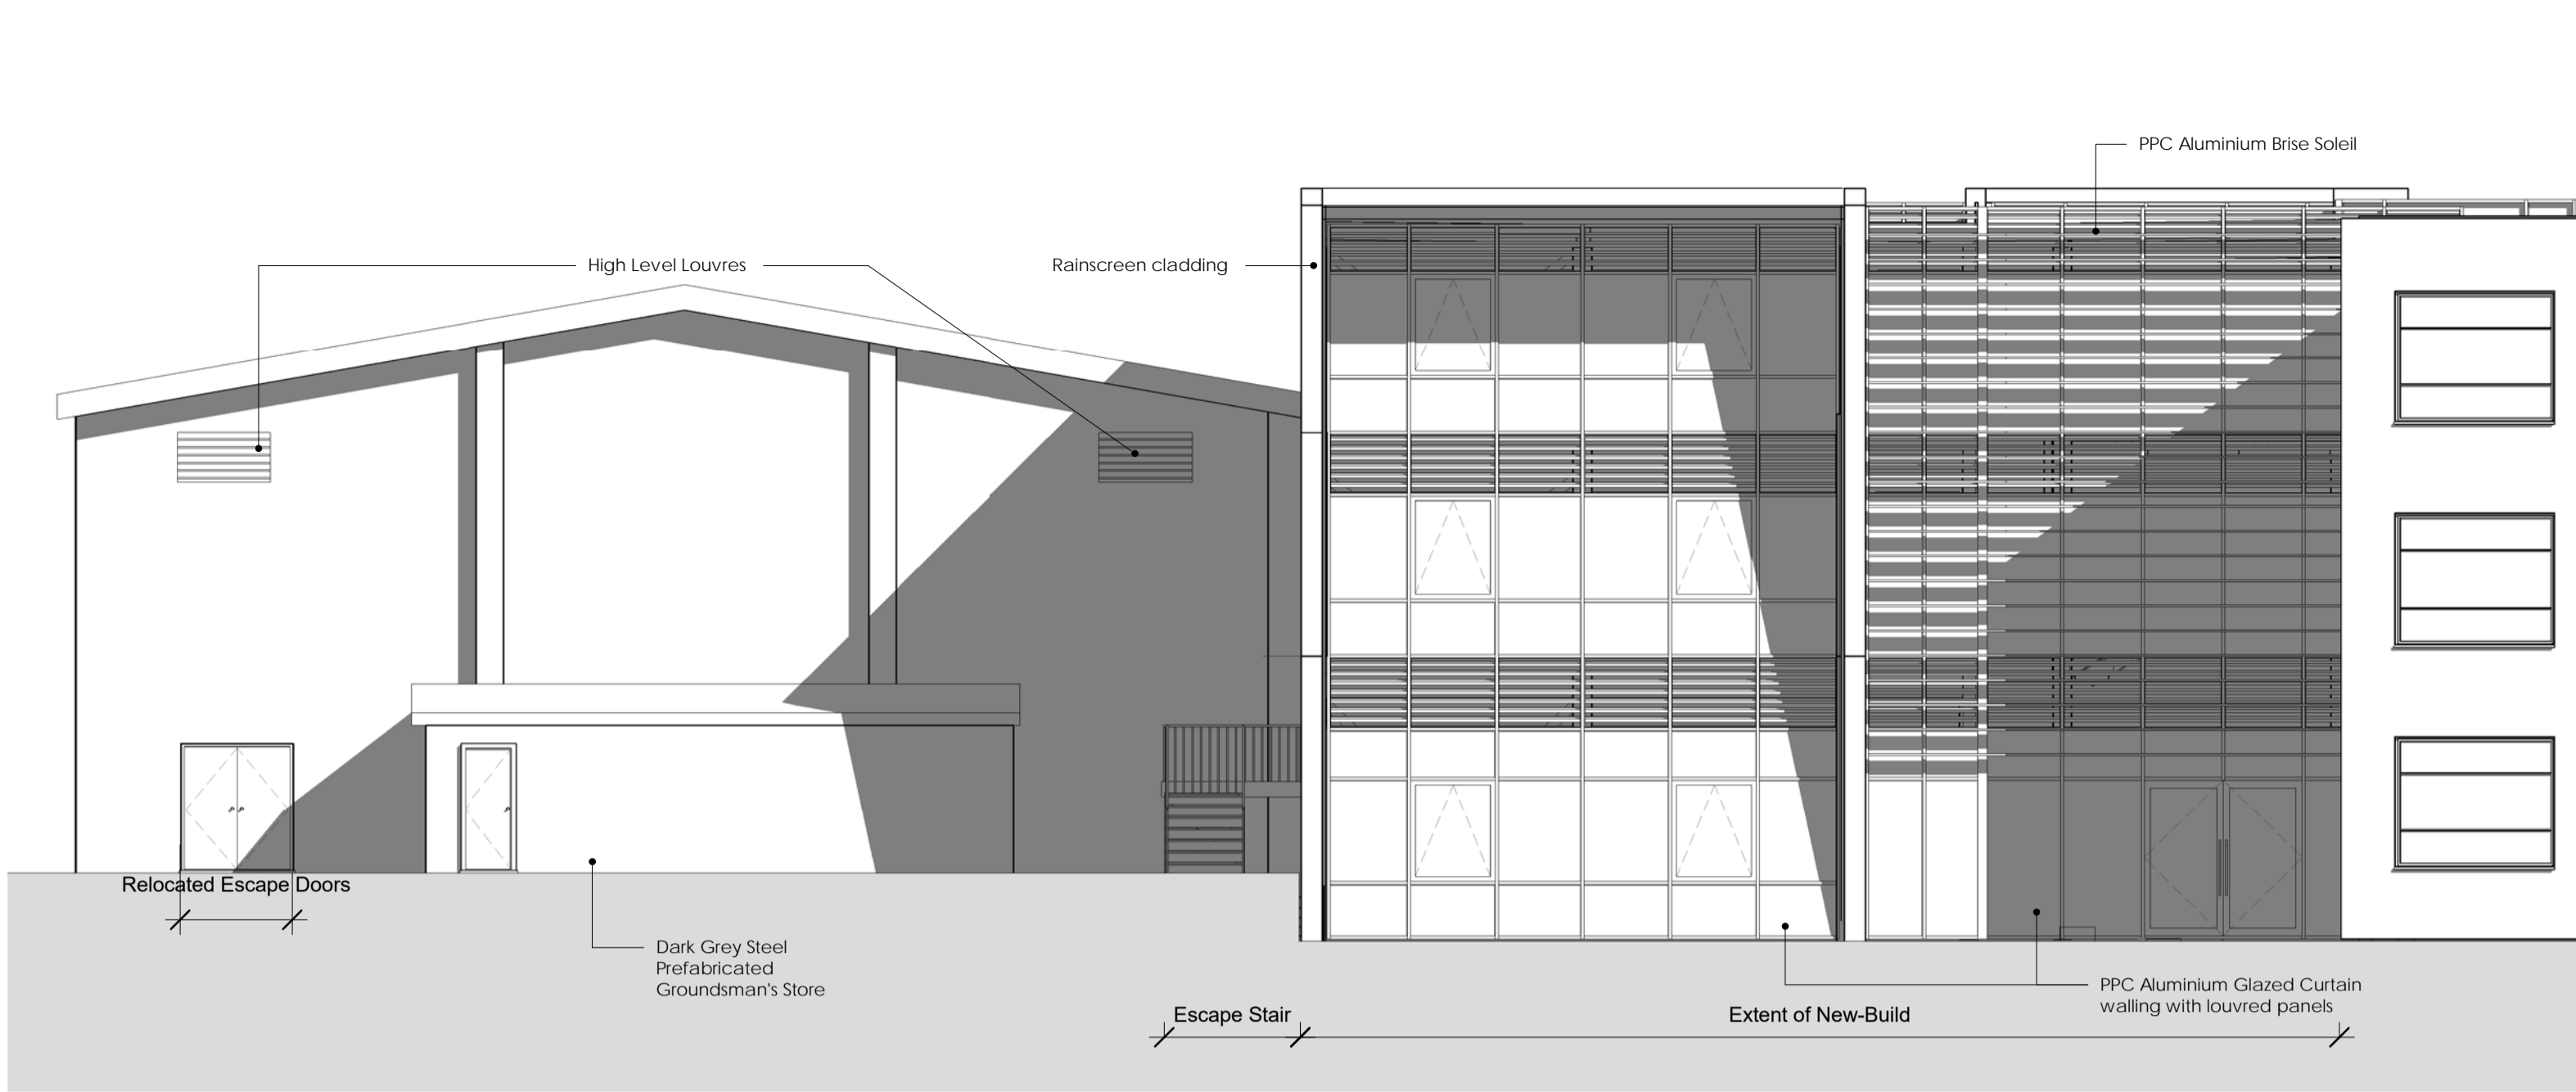 PPC Aluminium Brise Soleil
High Level Louvres
Rainscreen cladding
Relocated Escape Doors
Dark Grey Steel
Prefabricated
Groundsman's Store
PPC Aluminium Glazed Curtain
walling with louvred panels
Escape Stair
Extent of New-Build